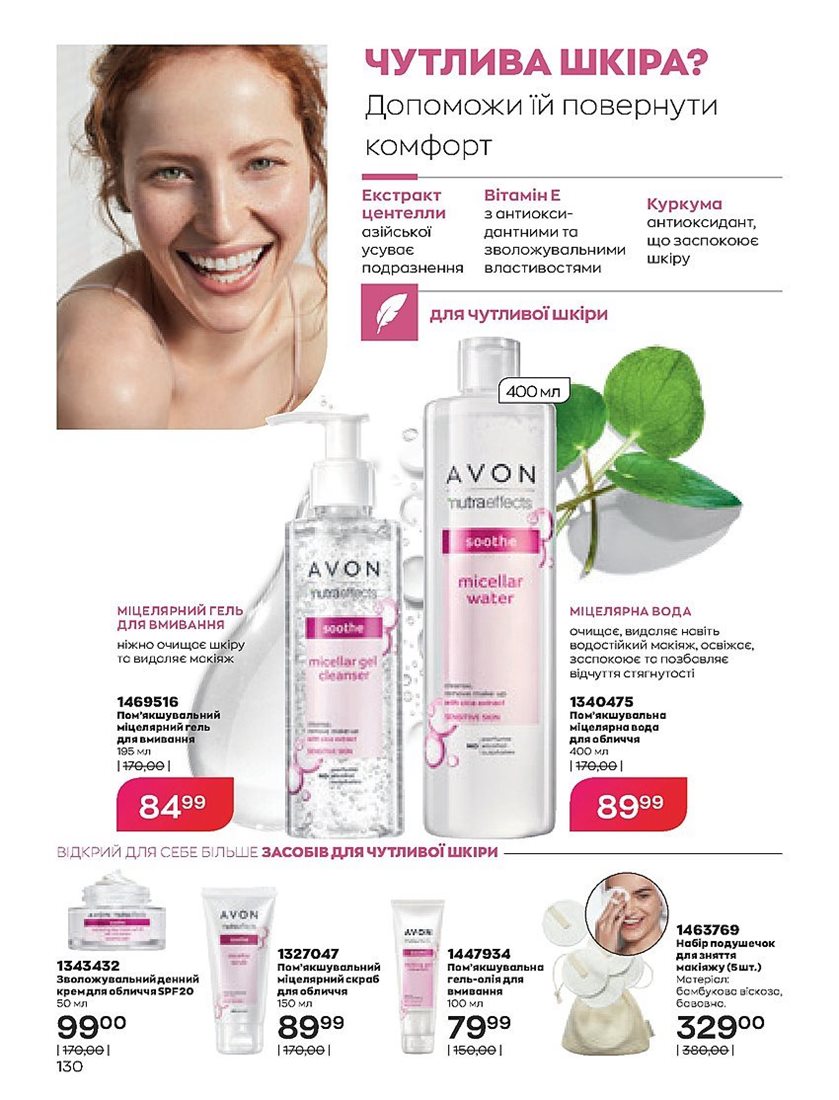 ЧУТЛИВА ШКІРА?
Допоможи їй повернути
комфорт
Екстракт
центелли
азійської
усуває
подразнення
Вітамін Е
з антиокси-
дантними та
зволожувальними
властивостями
Куркума
антиоксидант,
що заспокоює
шкіру
для чутливої шкіри
400 мл
AVON
nutraeffects
soothe
micellar
water
SENSITIVE SKIN
AVON
nutraeffects
soothe
micellar gel
cleanser
SENSITIVE SKIN
МІЦЕЛЯРНИЙ ГЕЛЬ
ДЛЯ ВМИВАННЯ
ніжно очищає шкіру
та видаляє макіяж
1469516
Пом'якшувальний
міцелярний гель
для вмивання
195 мл
|170,00|
84 99
МІЦЕЛЯРНА ВОДА
очищає, видаляє навіть
водостійкий макіяж, освіжає,
заспокоює та позбавляє
відчуття стягнутості
1340475
Пом'якшувальна
міцелярна вода
для обличчя
400 мл
|170,00|
89 99
ВІДКРИЙ ДЛЯ СЕБЕ БІЛЬШЕ ЗАСОБІВ ДЛЯ ЧУТЛИВОЇ ШКІРИ
1343432
Зволожувальний денний
крем для обличчя SPF20
50 мл
99 00
|170,00|
AVON
1327047
Пом'якшувальний
міцелярний скраб
для обличчя
150 мл
89 99
|170,00|
AVON
1447934
Пом'якшувальна
гель-олія для
вмивання
100 мл
79 99
|150,00|
1463769
Набір подушечок
для зняття
макіяжу (5 шт.)
Матеріал:
бамбукова віскоза,
бавовна.
329 00
|380,00|
130